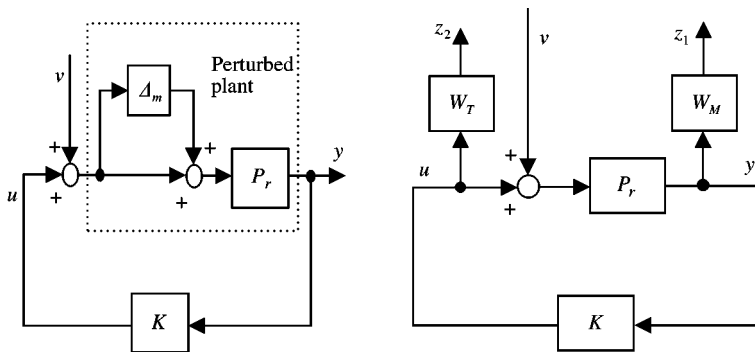 v
Δm
Perturbed
plant
+
+
+
+
u
Pr
y
K
z2
v
z1
WT
WM
u
+
+
Pr
y
K